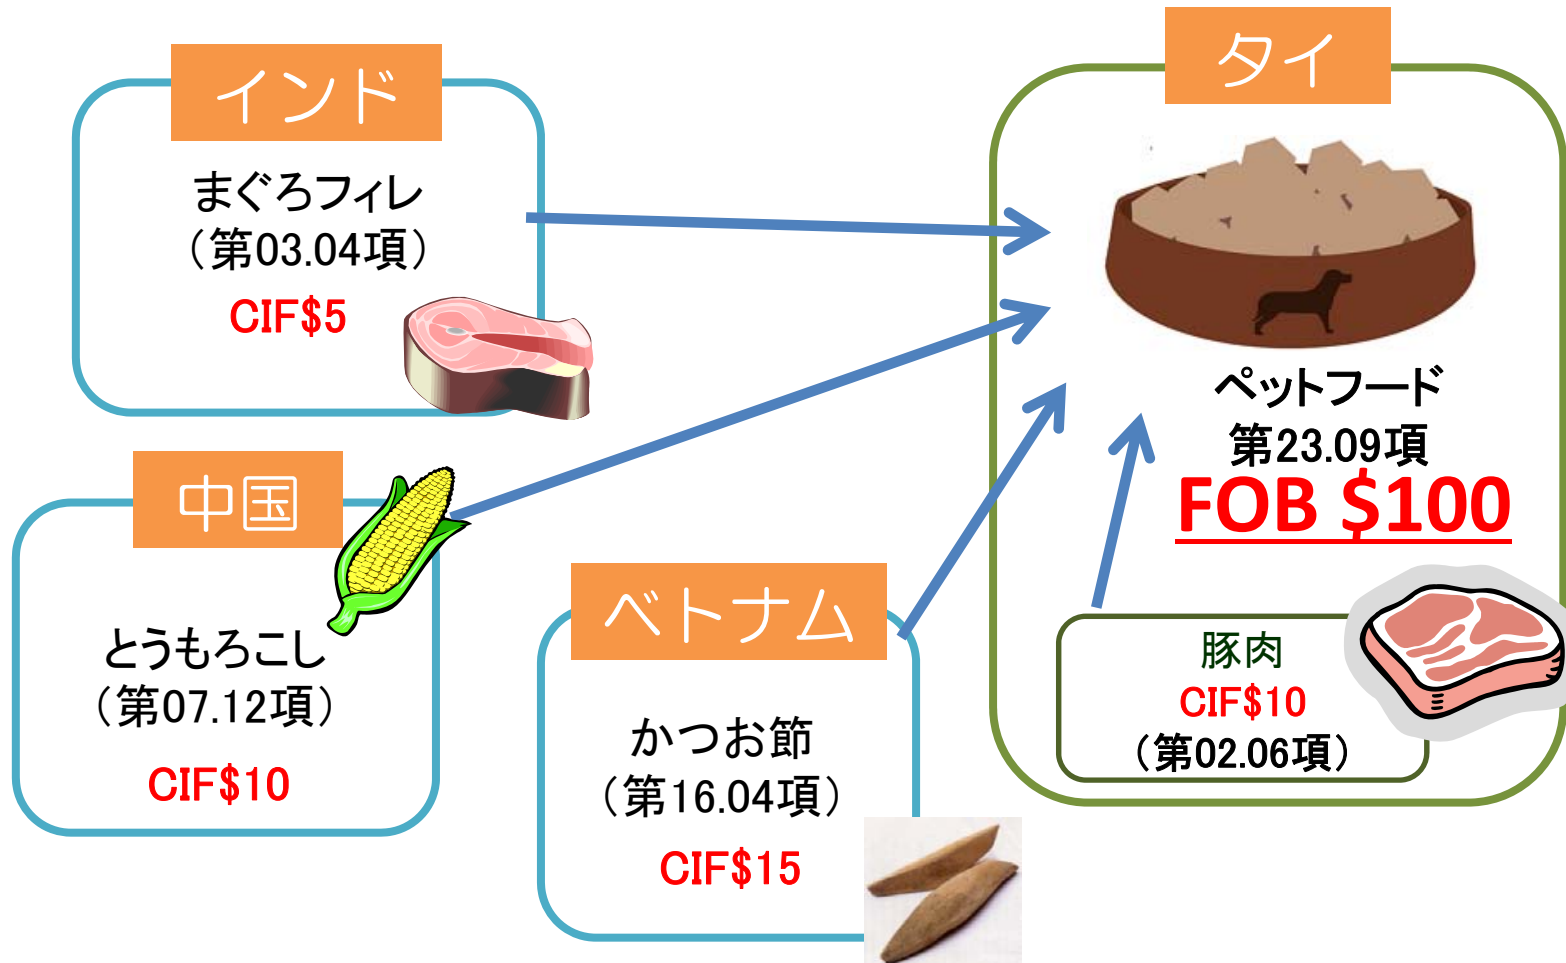 インド
まぐろフィレ
（第03.04項）
CIF$5
中国
とうもろこし
（第07.12項）
CIF$10
ベトナム
かつお節
（第16.04項）
CIF$15
タイ
ペットフード
第23.09項
FOB $100
豚肉
CIF$10
（第02.06項）